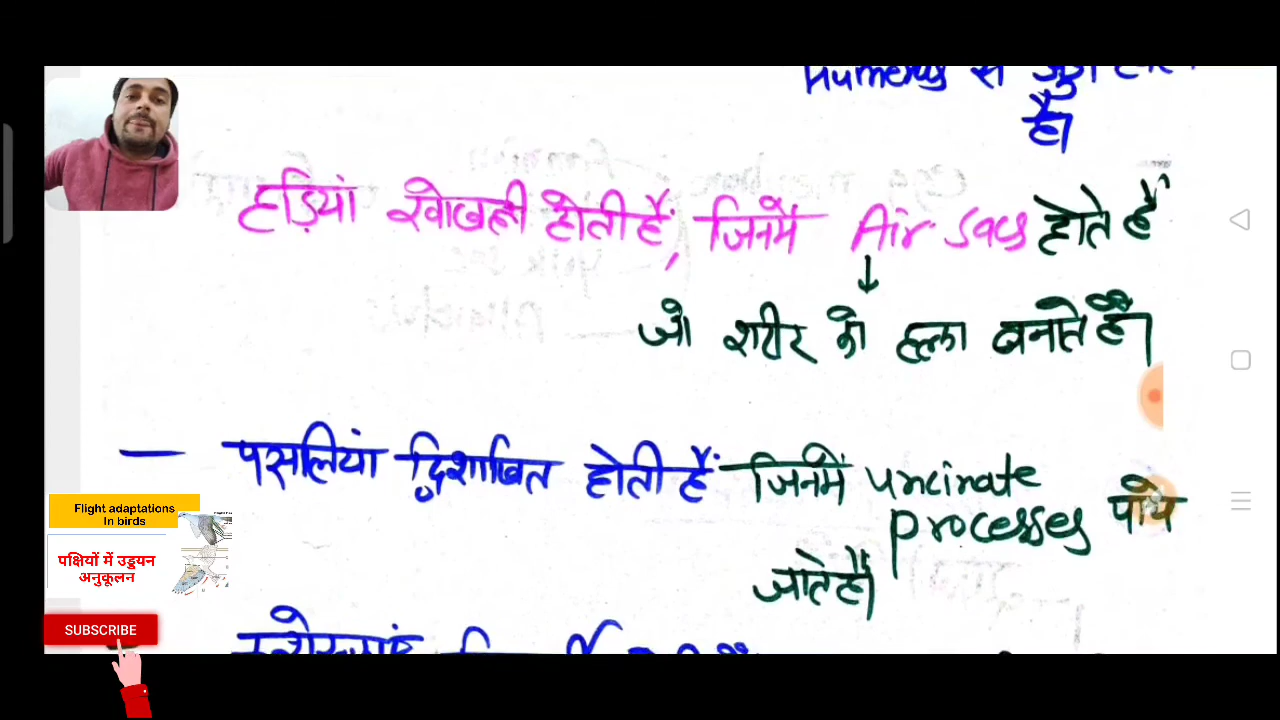 Humerus से
है।
हड्डियां खोखली होती हैं, जिनमें Air sacs होते हैं
जो शरीर को हल्का बनाते हैं।
— पसलियां द्विशाखित होती हैं जिनमें uncinate
processes पाये
जाते हैं।
Flight adaptations
In birds
पक्षियों में उड्डयन
अनुकूलन
SUBSCRIBE